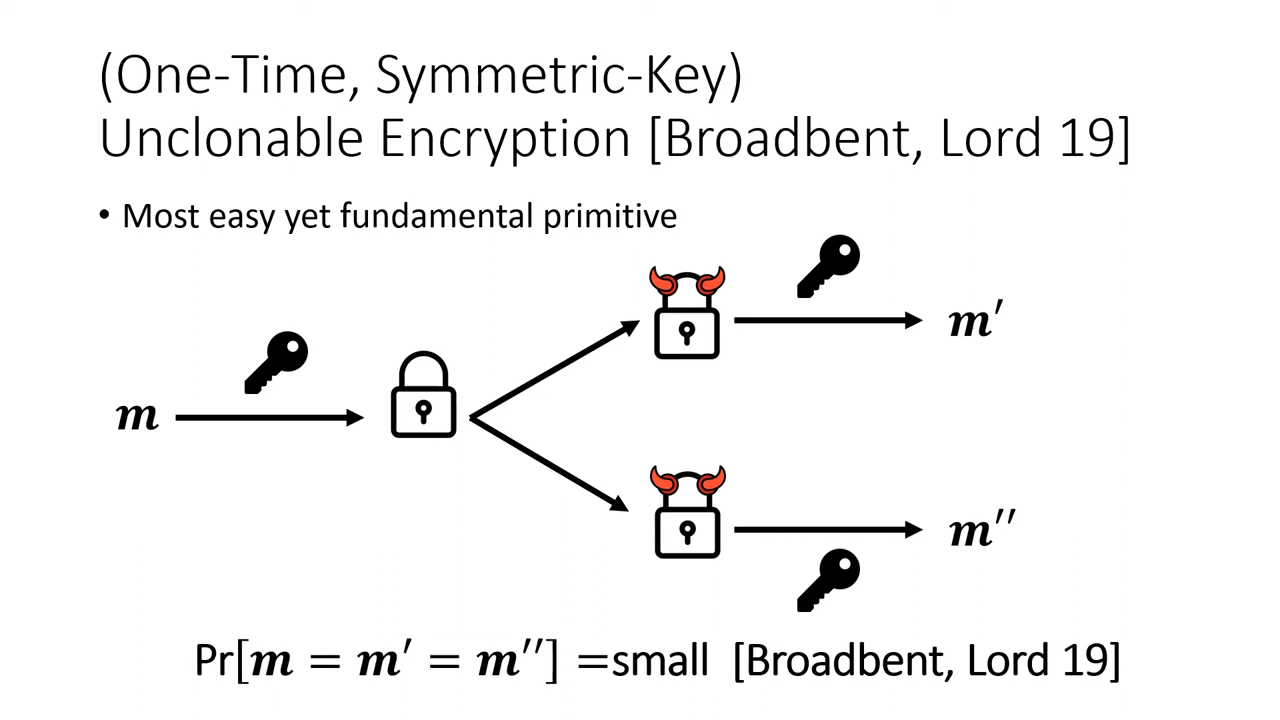 (One-Time, Symmetric-Key)
Unclonable Encryption [Broadbent, Lord 19]
• Most easy yet fundamental primitive
m′
m
m′′
Pr[m = m′ = m′′] =small [Broadbent, Lord 19]